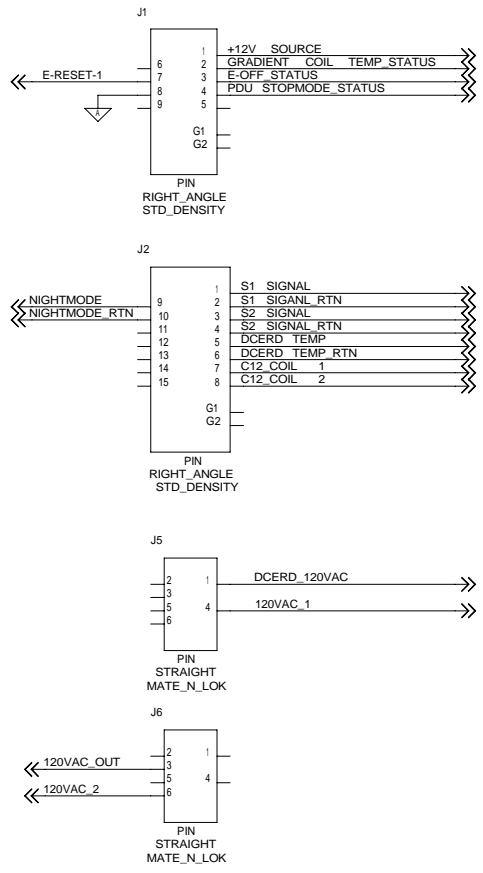 J1
1 +12V SOURCE
6 2 GRADIENT COIL TEMP_STATUS
E-RESET-1 7 3 E-OFF_STATUS
8 4 PDU STOPMODE_STATUS
A 9 5
G1
G2
PIN
RIGHT_ANGLE
STD_DENSITY
J2
1 S1 SIGNAL
NIGHTMODE 9 2 S1 SIGANL_RTN
NIGHTMODE_RTN 10 3 S2 SIGNAL
11 4 S2 SIGNAL_RTN
12 5 DCERD TEMP
13 6 DCERD TEMP_RTN
14 7 C12_COIL 1
15 8 C12_COIL 2
G1
G2
PIN
RIGHT_ANGLE
STD_DENSITY
J5
2 1 DCERD_120VAC
3
5 4 120VAC_1
6
PIN
STRAIGHT
MATE_N_LOK
J6
2 1
120VAC_OUT 3
5 4
120VAC_2 6
PIN
STRAIGHT
MATE_N_LOK